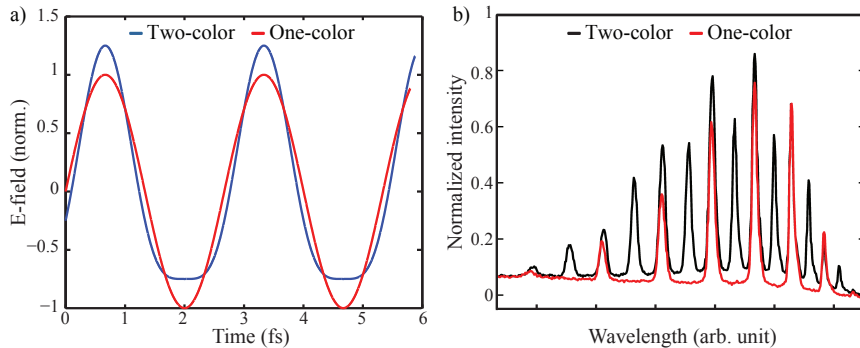 a)
Two-color One-color
1.5
1
0.5
0
−0.5
−1
0 1 2 3 4 5 6
E-field (norm.)
Time (fs)
b)
Two-color One-color
0.8
0.6
0.4
0.2
0
Normalized intensity
Wavelength (arb. unit)